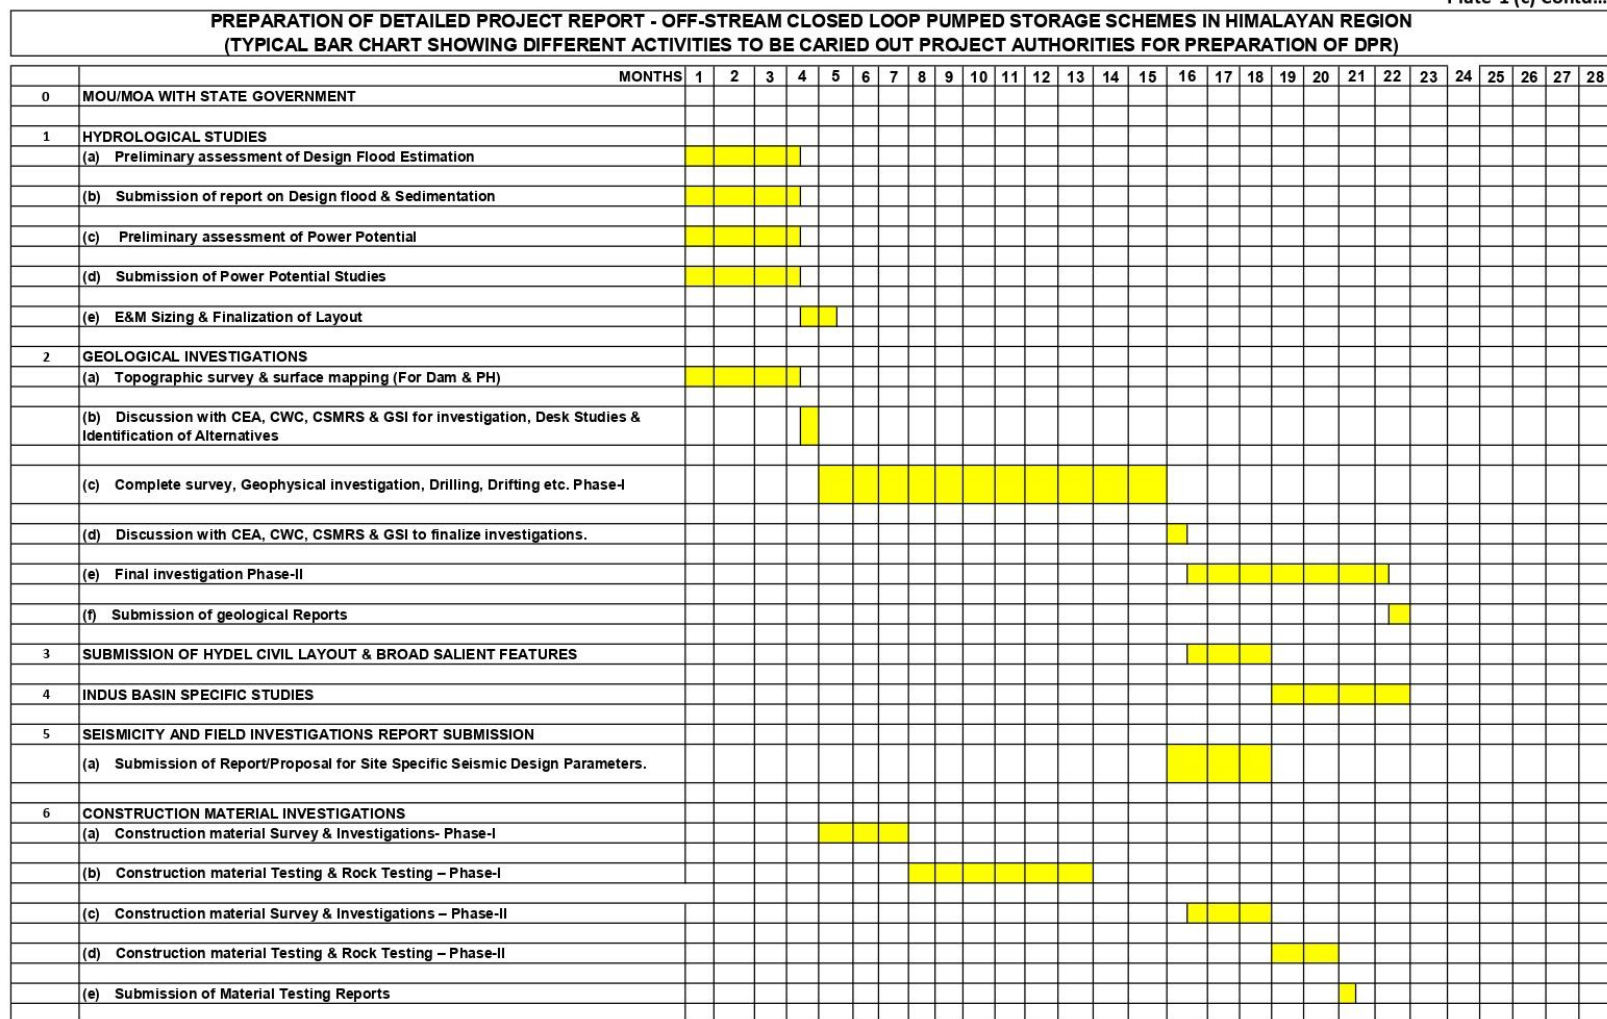 Plate-1 (c) Contd...
PREPARATION OF DETAILED PROJECT REPORT - OFF-STREAM CLOSED LOOP PUMPED STORAGE SCHEMES IN HIMALAYAN REGION
(TYPICAL BAR CHART SHOWING DIFFERENT ACTIVITIES TO BE CARIED OUT PROJECT AUTHORITIES FOR PREPARATION OF DPR)
MONTHS 1 2 3 4 5 6 7 8 9 10 11 12 13 14 15 16 17 18 19 20 21 22 23 24 25 26 27 28
0 MOU/MOA WITH STATE GOVERNMENT
1 HYDROLOGICAL STUDIES
(a) Preliminary assessment of Design Flood Estimation
(b) Submission of report on Design flood & Sedimentation
(c) Preliminary assessment of Power Potential
(d) Submission of Power Potential Studies
(e) E&M Sizing & Finalization of Layout
2 GEOLOGICAL INVESTIGATIONS
(a) Topographic survey & surface mapping (For Dam & PH)
(b) Discussion with CEA, CWC, CSMRS & GSI for investigation, Desk Studies &
Identification of Alternatives
(c) Complete survey, Geophysical investigation, Drilling, Drifting etc. Phase-I
(d) Discussion with CEA, CWC, CSMRS & GSI to finalize investigations.
(e) Final investigation Phase-II
(f) Submission of geological Reports
3 SUBMISSION OF HYDEL CIVIL LAYOUT & BROAD SALIENT FEATURES
4 INDUS BASIN SPECIFIC STUDIES
5 SEISMICITY AND FIELD INVESTIGATIONS REPORT SUBMISSION
(a) Submission of Report/Proposal for Site Specific Seismic Design Parameters.
6 CONSTRUCTION MATERIAL INVESTIGATIONS
(a) Construction material Survey & Investigations- Phase-I
(b) Construction material Testing & Rock Testing – Phase-I
(c) Construction material Survey & Investigations – Phase-II
(d) Construction material Testing & Rock Testing – Phase-II
(e) Submission of Material Testing Reports